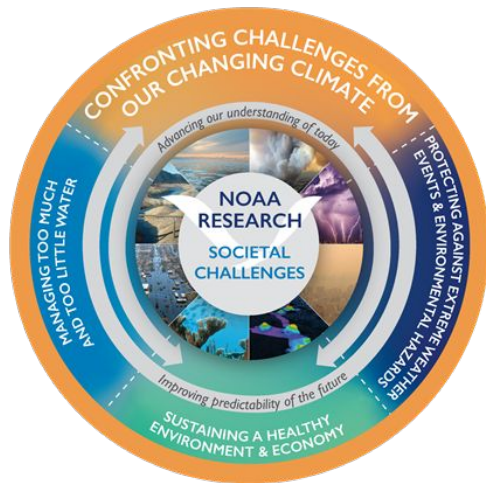 CONFRONTING CHALLENGES FROM
OUR CHANGING CLIMATE
Advancing our understanding of today
NOAA
RESEARCH
SOCIETAL
CHALLENGES
MANAGING TOO MUCH
AND TOO LITTLE WATER
PROTECTING AGAINST EXTREME WEATHER
EVENTS & ENVIRONMENTAL HAZARDS
Improving predictability of the future
SUSTAINING A HEALTHY
ENVIRONMENT & ECONOMY